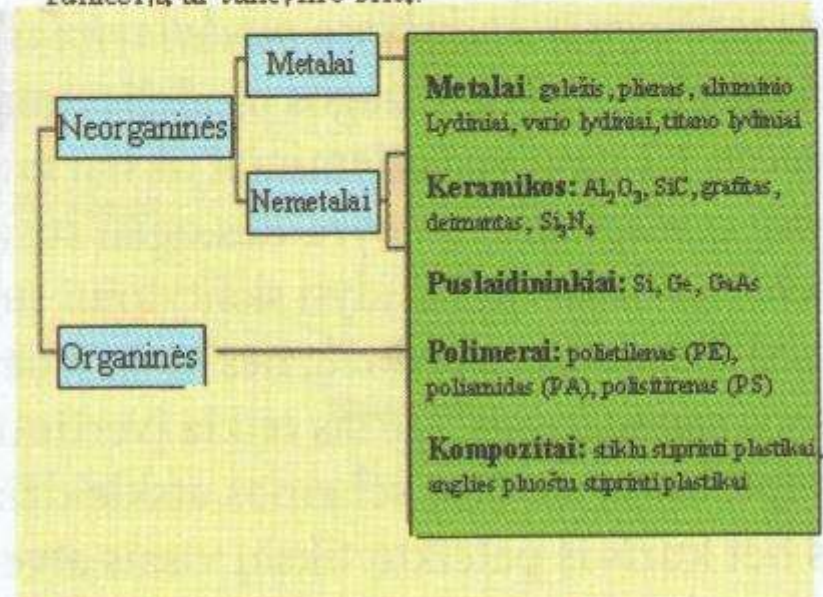 Metalai
Neorganinės
Nemetalai
Organinės
Metalai: geležis, plienas, aliuminio
Lydiniai, vario lydiniai, titano lydiniai
Keramikos: Al₂O₃, SiC, grafitas,
deimantas, Si₃N₄
Puslaidininkiai: Si, Ge, GaAs
Polimerai: polietilenas (PE),
poliamidas (PA), polistirenas (PS)
Kompozitai: stiklu stiprinti plastikai,
anglies pluoštu stiprinti plastikai